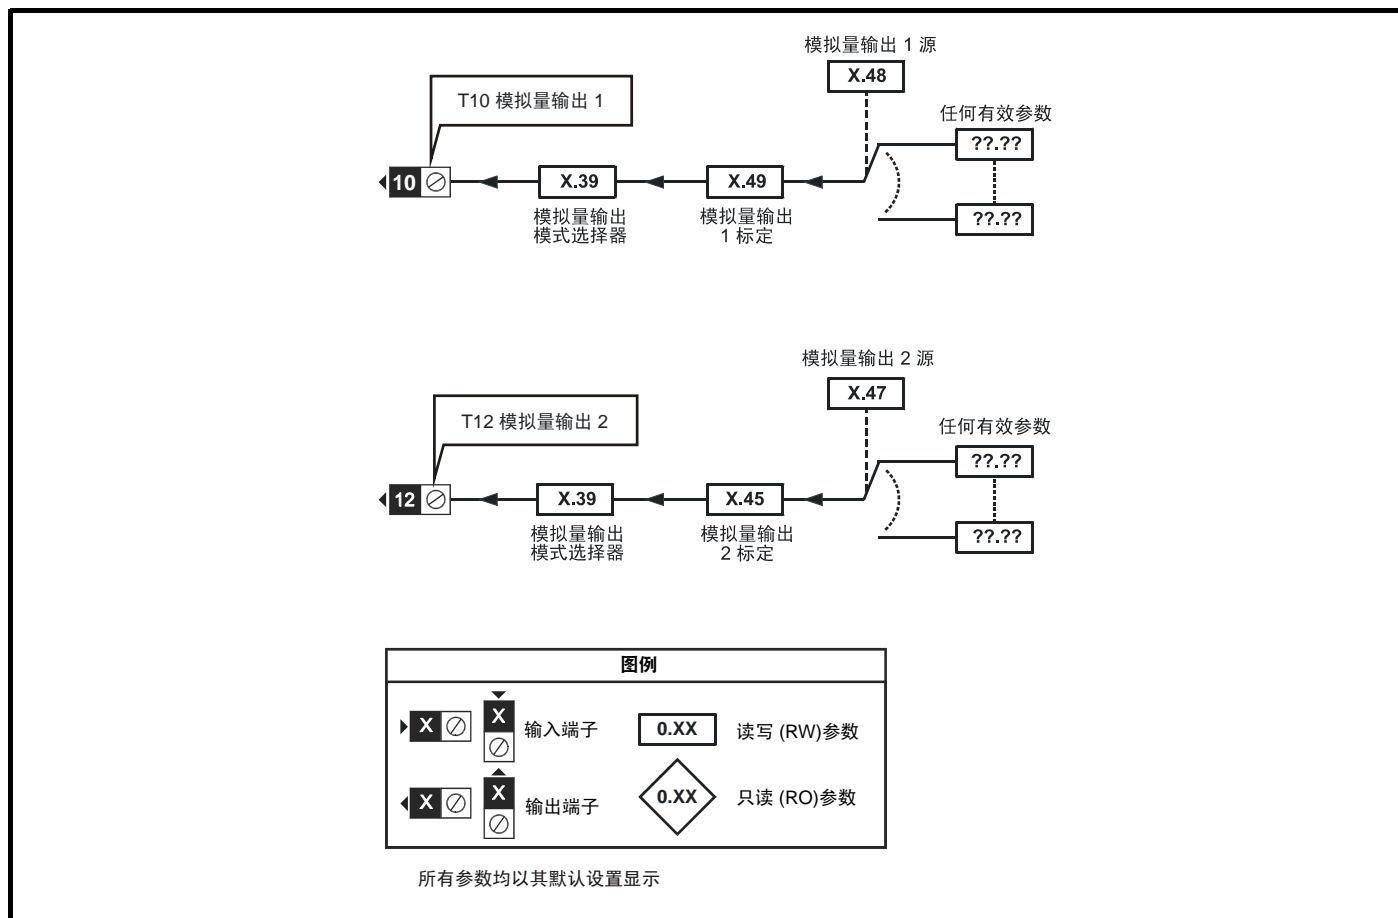 模拟量输出 1 源
X.48
T10 模拟量输出 1
任何有效参数
??.??
10
X.39
X.49
??.??
模拟量输出
模式选择器
模拟量输出
1 标定
模拟量输出 2 源
X.47
T12 模拟量输出 2
任何有效参数
??.??
12
X.39
X.45
??.??
模拟量输出
模式选择器
模拟量输出
2 标定
图例
X
X
输入端子
0.XX
读写 (RW)参数
X
X
输出端子
0.XX
只读 (RO)参数
所有参数均以其默认设置显示